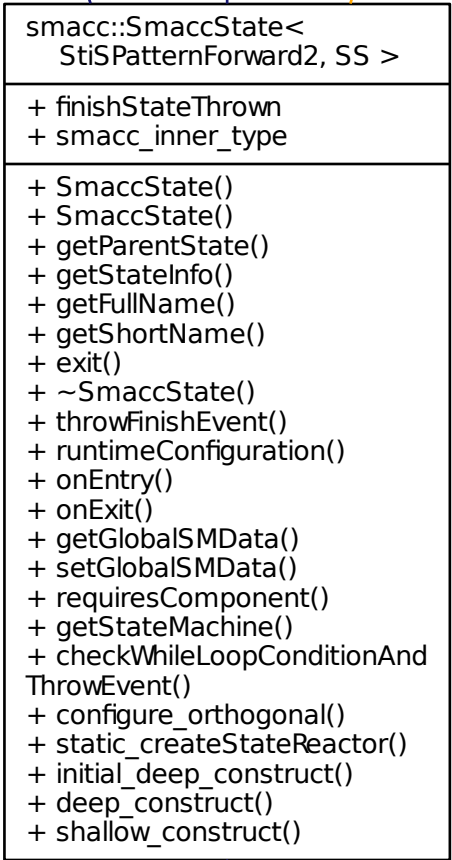 smacc::SmaccState<
StiSPatternForward2, SS >
+ finishStateThrown
+ smacc_inner_type
+ SmaccState()
+ SmaccState()
+ getParentState()
+ getStateInfo()
+ getFullName()
+ getShortName()
+ exit()
+ ~SmaccState()
+ throwFinishEvent()
+ runtimeConfiguration()
+ onEntry()
+ onExit()
+ getGlobalSMData()
+ setGlobalSMData()
+ requiresComponent()
+ getStateMachine()
+ checkWhileLoopConditionAnd
ThrowEvent()
+ configure_orthogonal()
+ static_createStateReactor()
+ initial_deep_construct()
+ deep_construct()
+ shallow_construct()